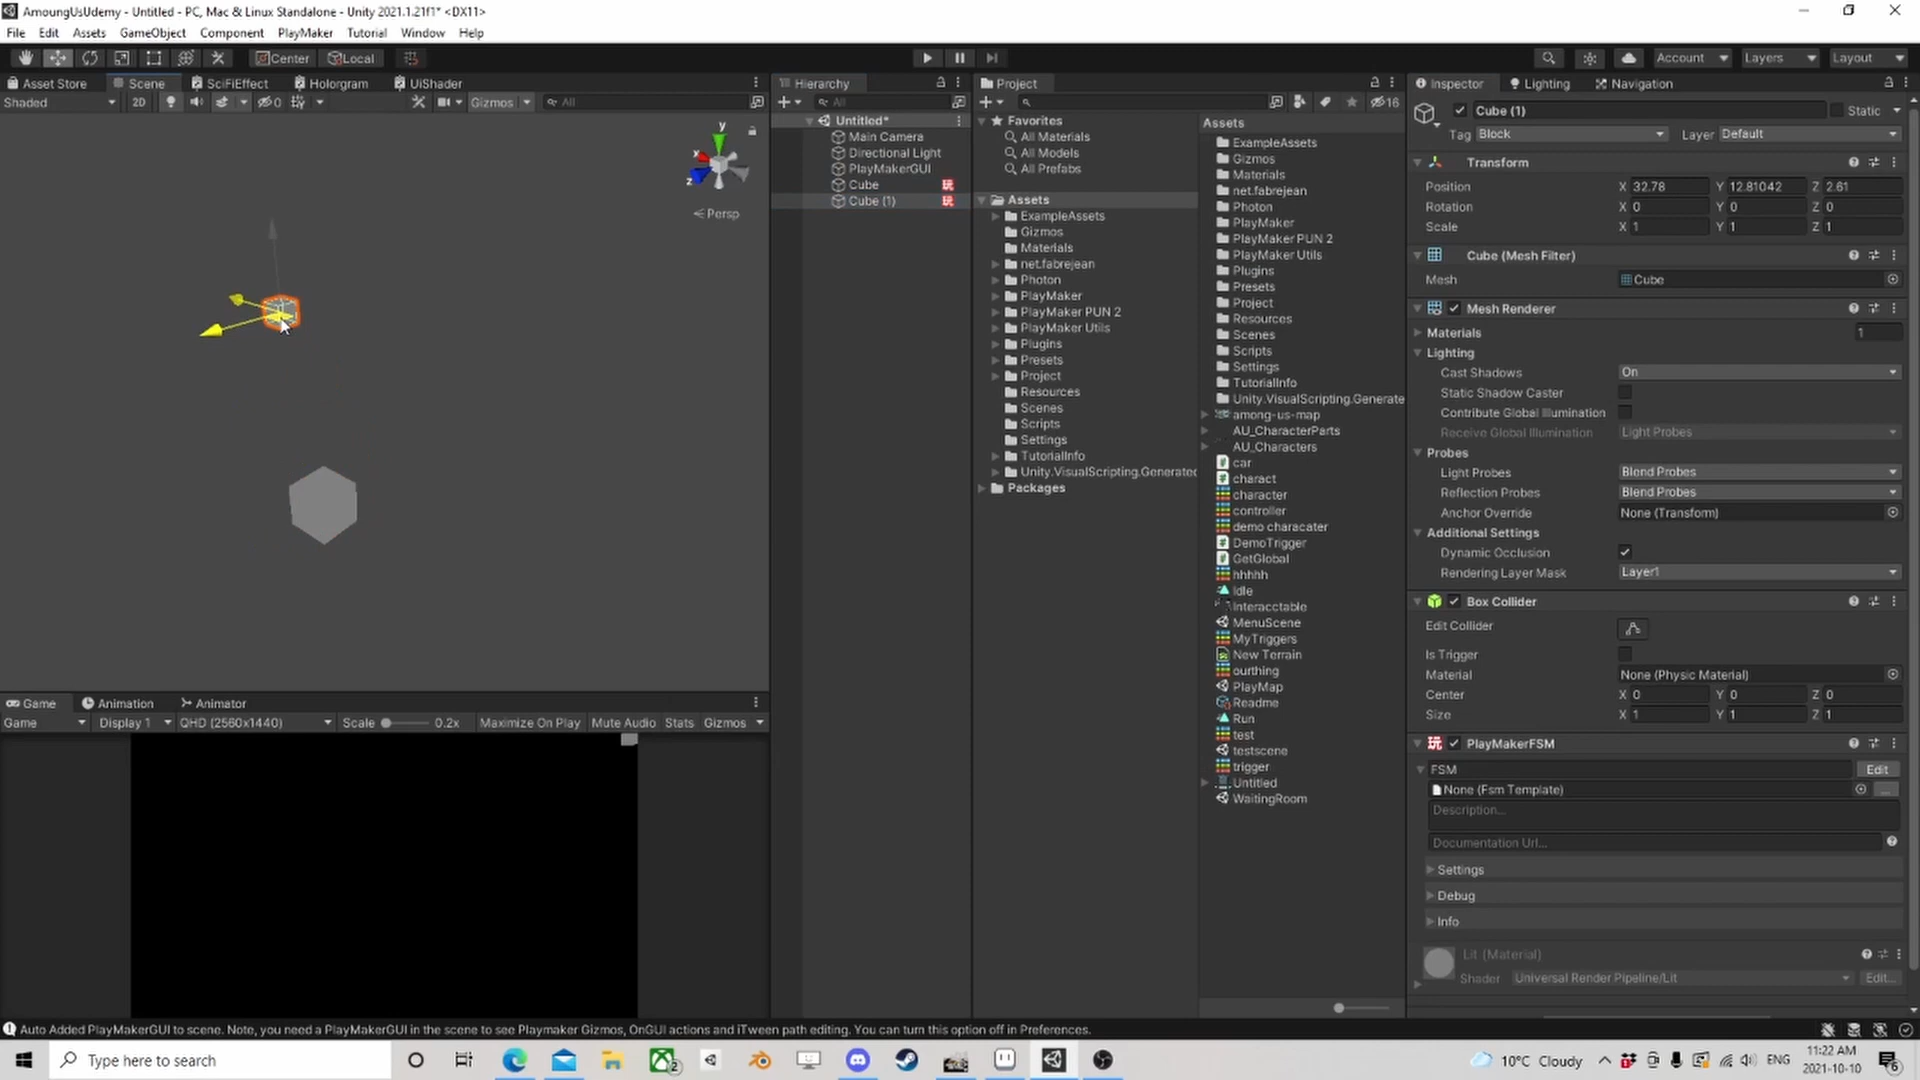 AmoungUsUdemy - Untitled - PC, Mac & Linux Standalone - Unity 2021.1.21f1* <DX11>
File Edit Assets GameObject Component PlayMaker Tutorial Window Help
Center Local Account Layers Layout
Asset Store Scene SciFiEffect Hologram UiShader
Shaded 2D 0 Gizmos All
y
x
z
Persp
Hierarchy
All
Untitled*
Main Camera
Directional Light
PlayMakerGUI
Cube 玩
Cube (1) 玩
Project
16
Favorites
All Materials
All Models
All Prefabs
Assets
ExampleAssets
Gizmos
Materials
net.fabrejean
Photon
PlayMaker
PlayMaker PUN 2
PlayMaker Utils
Plugins
Presets
Project
Resources
Scenes
Scripts
Settings
TutorialInfo
Unity.VisualScripting.Generated
Packages
Assets
ExampleAssets
Gizmos
Materials
net.fabrejean
Photon
PlayMaker
PlayMaker PUN 2
PlayMaker Utils
Plugins
Presets
Project
Resources
Scenes
Scripts
Settings
TutorialInfo
Unity.VisualScripting.Generate
among-us-map
AU_CharacterParts
AU_Characters
car
charact
character
controller
demo characater
DemoTrigger
GetGlobal
hhhhh
Idle
Interacctable
MenuScene
MyTriggers
New Terrain
ourthing
PlayMap
Readme
Run
test
testscene
trigger
Untitled
WaitingRoom
Inspector Lighting Navigation
Cube (1) Static
Tag Block Layer Default
Transform
Position X 32.78 Y 12.81042 Z 2.61
Rotation X 0 Y 0 Z 0
Scale X 1 Y 1 Z 1
Cube (Mesh Filter)
Mesh Cube
Mesh Renderer
Materials 1
Lighting
Cast Shadows On
Static Shadow Caster
Contribute Global Illumination
Receive Global Illumination Light Probes
Probes
Light Probes Blend Probes
Reflection Probes Blend Probes
Anchor Override None (Transform)
Additional Settings
Dynamic Occlusion
Rendering Layer Mask Layer1
Box Collider
Edit Collider
Is Trigger
Material None (Physic Material)
Center X 0 Y 0 Z 0
Size X 1 Y 1 Z 1
玩 PlayMakerFSM
FSM Edit
None (Fsm Template) ...
Description...
Documentation Url...
Settings
Debug
Info
Lit (Material)
Shader Universal Render Pipeline/Lit Edit...
Game Animation Animator
Game Display 1 QHD (2560x1440) Scale 0.2x Maximize On Play Mute Audio Stats Gizmos
Auto Added PlayMakerGUI to scene. Note, you need a PlayMakerGUI in the scene to see Playmaker Gizmos, OnGUI actions and iTween path editing. You can turn this option off in Preferences.
Type here to search
2
10°C Cloudy ENG 11:22 AM
2021-10-10
6